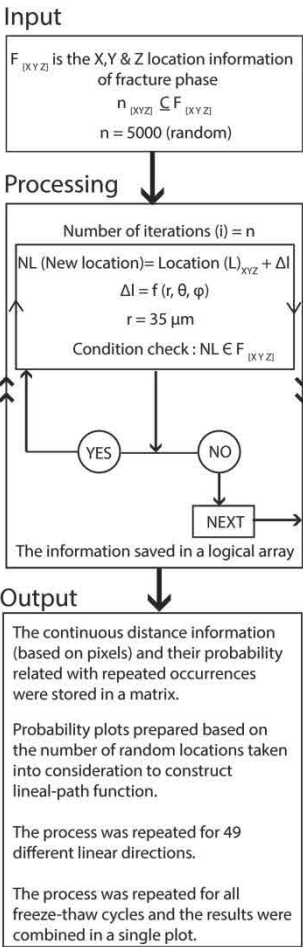 Input
F [X Y Z] is the X,Y & Z location information
of fracture phase
n [XYZ] ⊆ F [X Y Z]
n = 5000 (random)
Processing
Number of iterations (i) = n
NL (New location)= Location (L)XYZ + Δl
Δl = f (r, θ, φ)
r = 35 µm
Condition check : NL ∈ F [X Y Z]
YES
NO
NEXT
The information saved in a logical array
Output
The continuous distance information
(based on pixels) and their probability
related with repeated occurrences
were stored in a matrix.
Probability plots prepared based on
the number of random locations taken
into consideration to construct
lineal-path function.
The process was repeated for 49
different linear directions.
The process was repeated for all
freeze-thaw cycles and the results were
combined in a single plot.